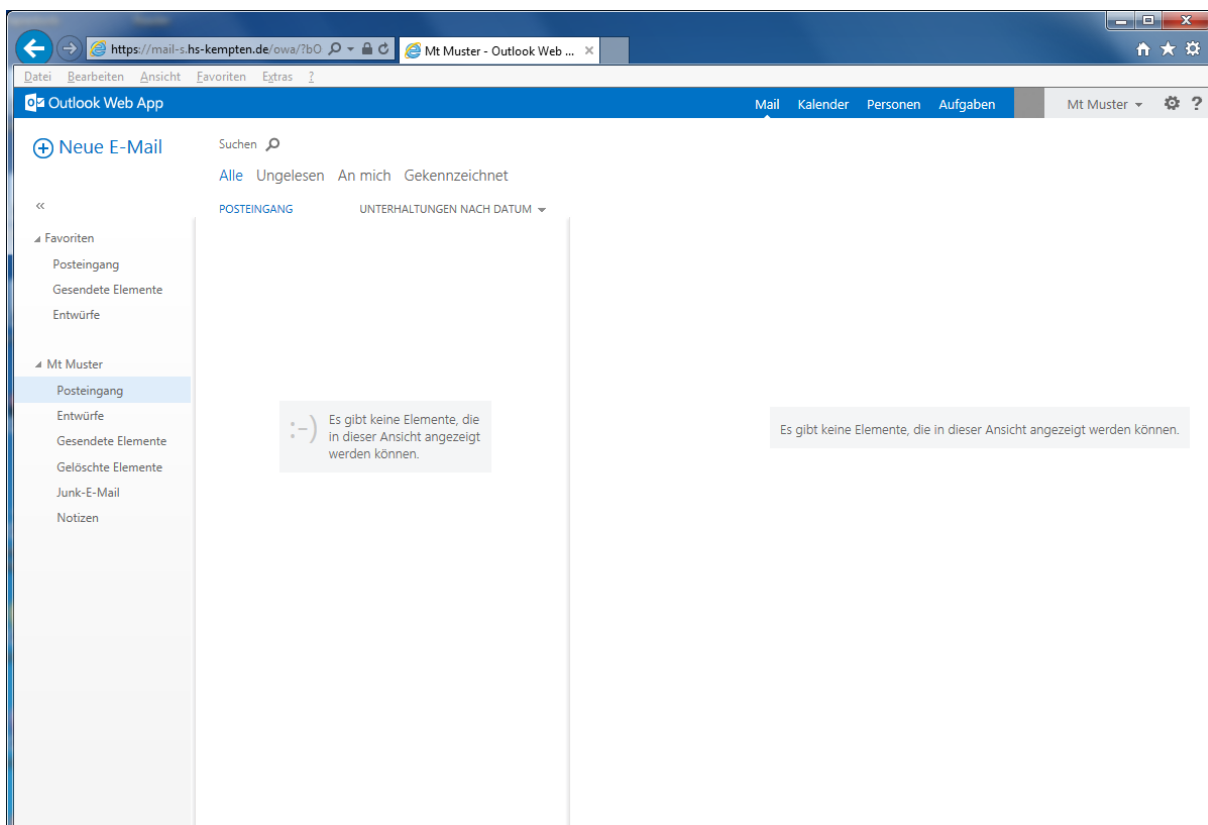 https://mail-s.hs-kempten.de/owa/?bO
Mt Muster - Outlook Web ...
Datei Bearbeiten Ansicht Favoriten Extras ?
Outlook Web App
Mail Kalender Personen Aufgaben
Mt Muster
?
Neue E-Mail
Suchen
Alle Ungelesen An mich Gekennzeichnet
«
POSTEINGANG
UNTERHALTUNGEN NACH DATUM
Favoriten
Posteingang
Gesendete Elemente
Entwürfe
Mt Muster
Posteingang
Entwürfe
Gesendete Elemente
Gelöschte Elemente
Junk-E-Mail
Notizen
:-)
Es gibt keine Elemente, die
in dieser Ansicht angezeigt
werden können.
Es gibt keine Elemente, die in dieser Ansicht angezeigt werden können.